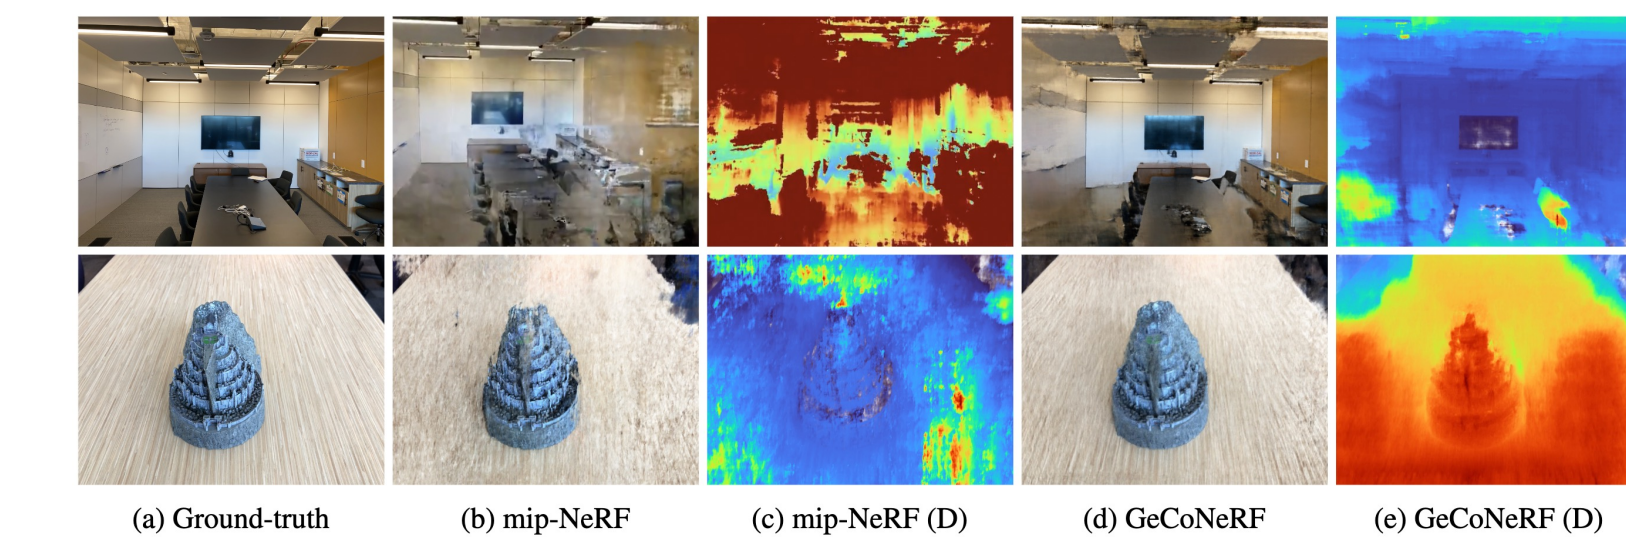 (a) Ground-truth
(b) mip-NeRF
(c) mip-NeRF (D)
(d) GeCoNeRF
(e) GeCoNeRF (D)